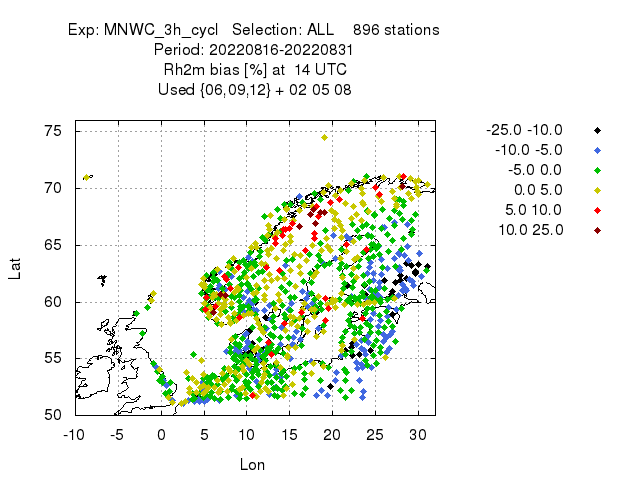 Exp: MNWC_3h_cycl   Selection: ALL    896 stations
Period: 20220816-20220831
Rh2m bias [%] at  14 UTC
Used {06,09,12} + 02 05 08
75
70
65
60
55
50
Lat
-10 -5 0 5 10 15 20 25 30
Lon
-25.0 -10.0
-10.0 -5.0
-5.0 0.0
0.0 5.0
5.0 10.0
10.0 25.0